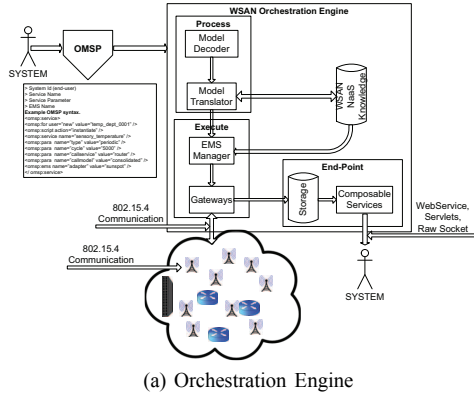 WSAN Orchestration Engine
Process
Model
Decoder
Model
Translator
WSAN
NaaS
Knowledge
OMSP
SYSTEM
> System Id (end-user)
> Service Name
> Service Parameter
> EMS Name
Example OMSP syntax.
<omsp:service>
<omsp:for user="new" value="temp_dept_0001" />
<omsp:script action="instantiate" />
<omsp:service name="sensory_temperature" />
<omsp:para name="type" value="periodic" />
<omsp:para name="cycle" value="5000" />
<omsp:para name="callservice" value="router" />
<omsp:para name="callmodel" value="consolidated" />
<omsp:ems name="adapter" value="sunspot" />
</ omsp:service>
Execute
EMS
Manager
Gateways
End-Point
Storage
Composable
Services
802.15.4
Communication
WebService,
Servlets,
Raw Socket
802.15.4
Communication
SYSTEM
(a) Orchestration Engine